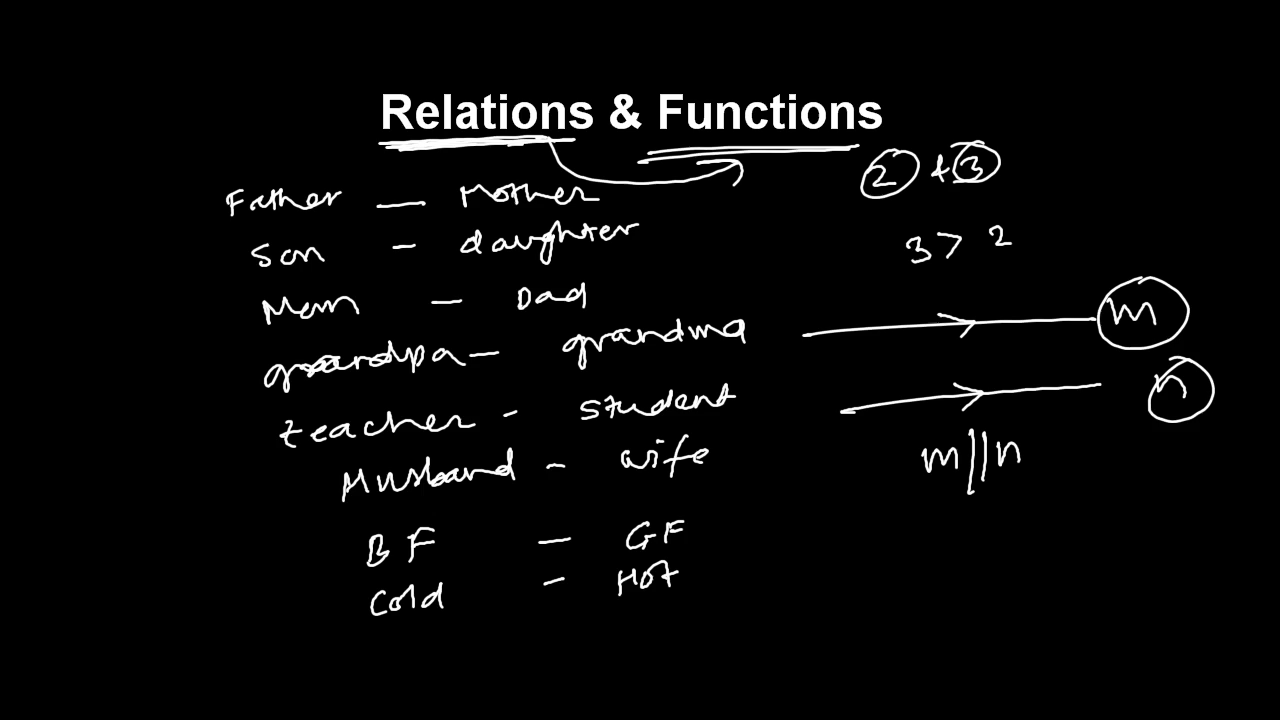 Relations & Functions
Father — Mother
Son - daughter
Mom — Dad
grandpa - grandma
teacher - student
Husband - wife
BF — GF
Cold - Hot
2 + 3
3 > 2
m
n
m||n